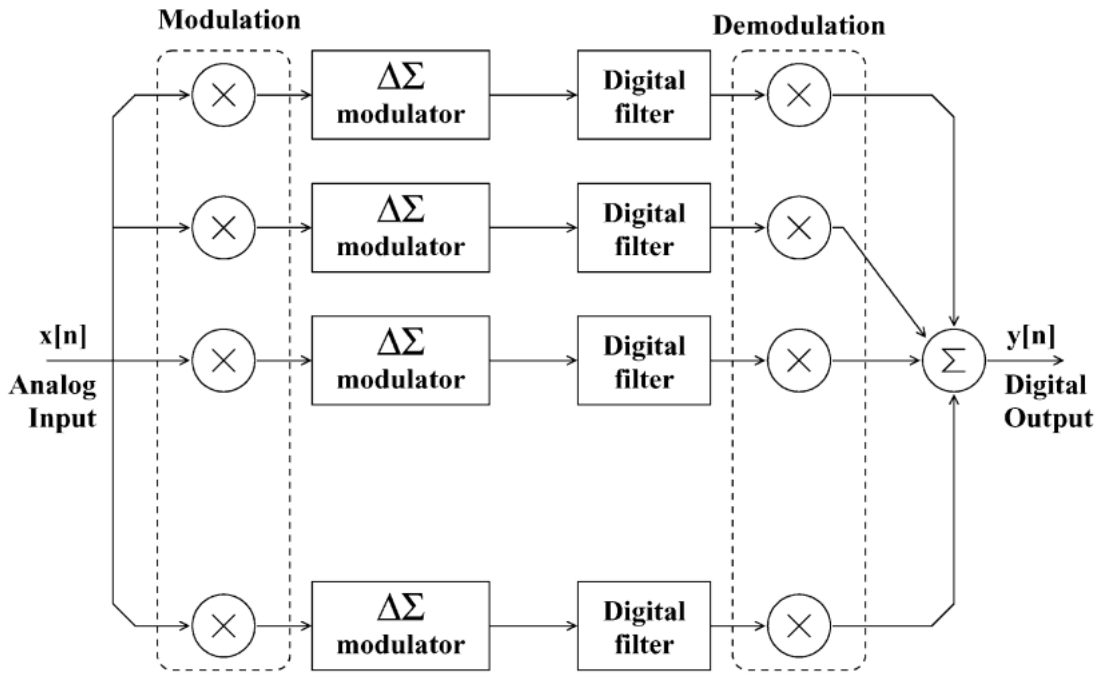 Modulation
Demodulation
ΔΣ
modulator
Digital
filter
ΔΣ
modulator
Digital
filter
x[n]
Analog
Input
ΔΣ
modulator
Digital
filter
Σ
y[n]
Digital
Output
ΔΣ
modulator
Digital
filter